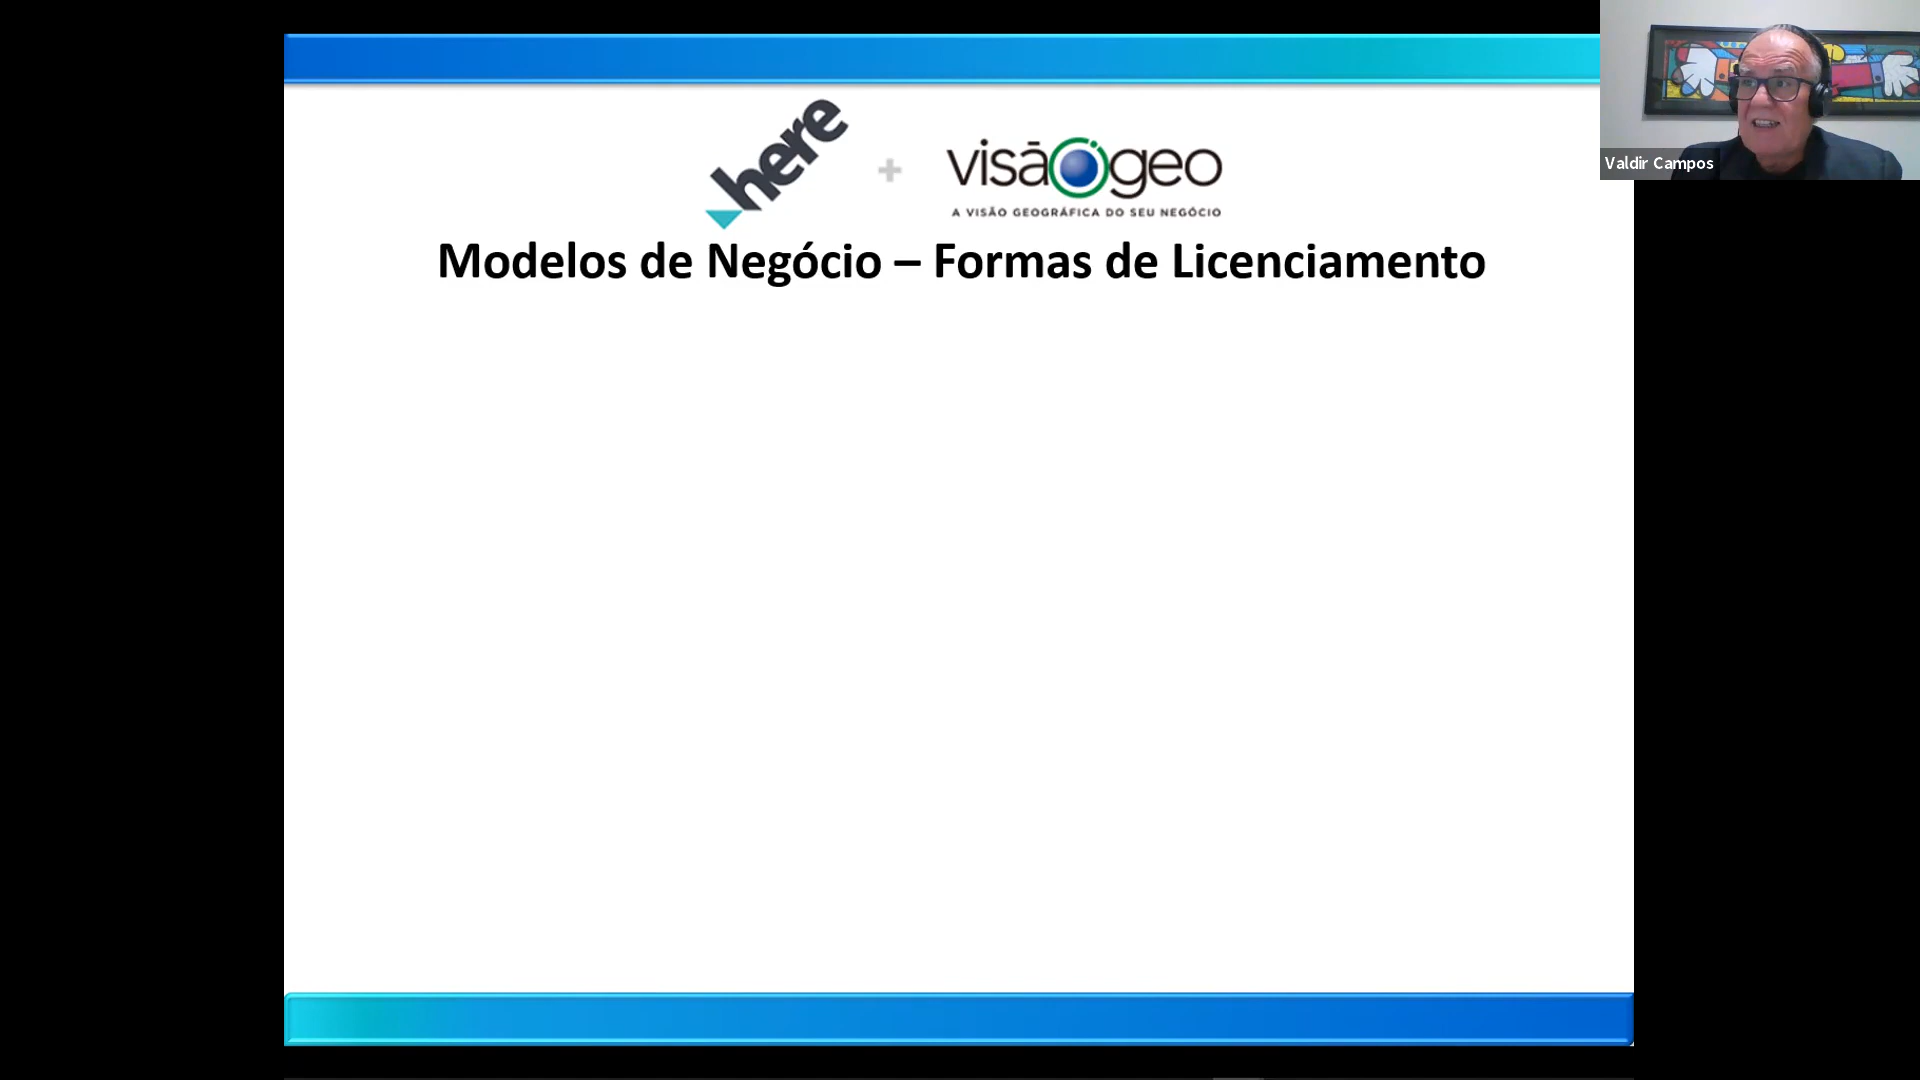 here
+
visãogeo
A VISÃO GEOGRÁFICA DO SEU NEGÓCIO
Modelos de Negócio – Formas de Licenciamento
Valdir Campos